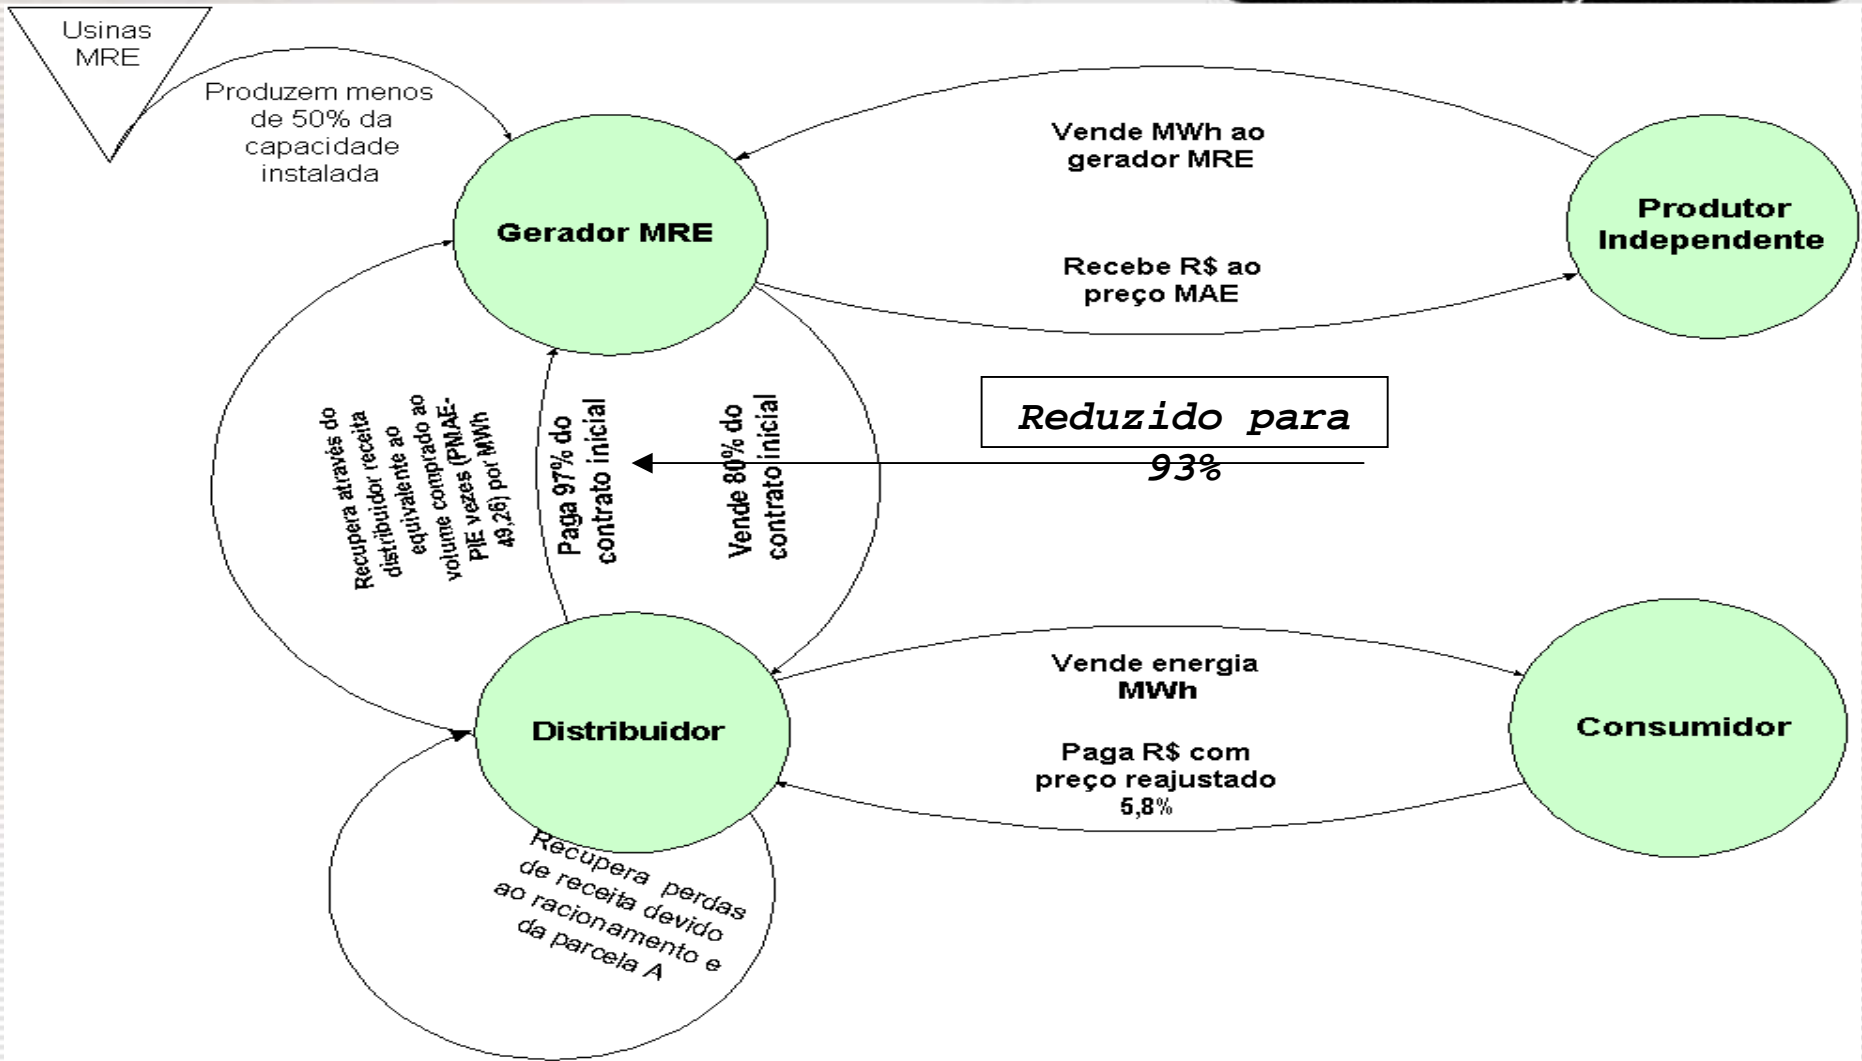 Usinas
MRE
Produzem menos
de 50% da
capacidade
instalada
Gerador MRE
Vende MWh ao
gerador MRE
Recebe R$ ao
preço MAE
Produtor
Independente
Recupera através do
distribuidor receita
equivalente ao
volume comprado ao
PIE vezes (PMAE-
49,26) por MWh
Paga 97% do
contrato inicial
Vende 80% do
contrato inicial
Reduzido para
93%
Distribuidor
Vende energia
MWh
Paga R$ com
preço reajustado
5,8%
Consumidor
Recupera perdas
de receita devido
ao racionamento e
da parcela A